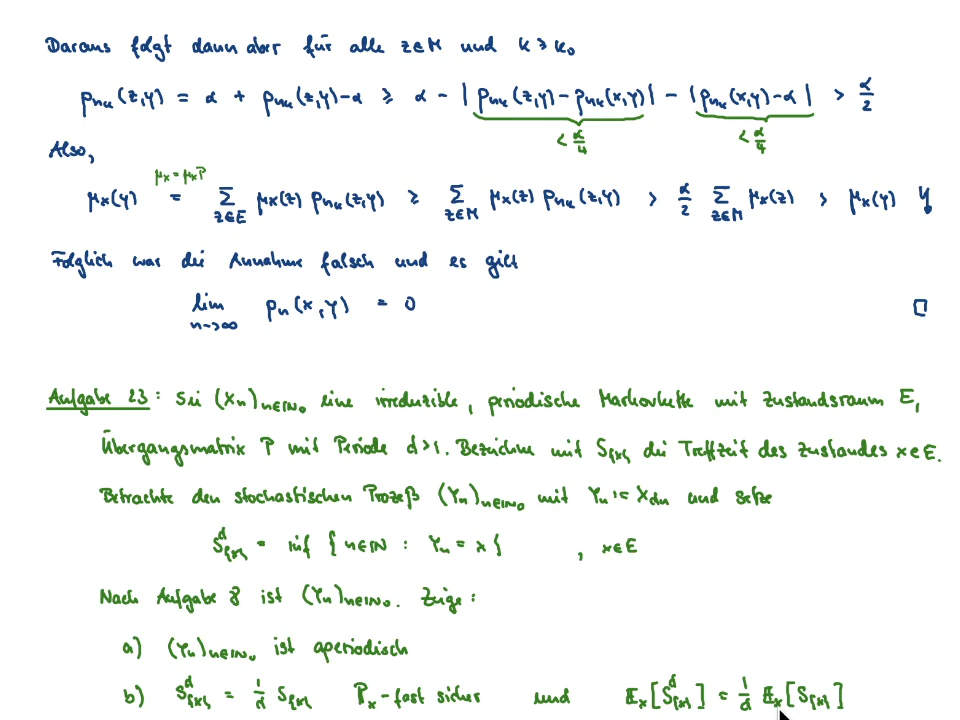 Daraus folgt dann aber für alle z∈M und k ≥ k₀
p_{n_k}(z,y) = α + p_{n_k}(z,y)-α ≥ α - | p_{n_k}(z,y) - p_{n_k}(x,y)| - |p_{n_k}(x,y)-α | > α/2
< α/4 < α/4
Also,
μ_x = μ_x P
μ_x(y) = Σ_{z∈E} μ_x(z) p_{n_k}(z,y) ≥ Σ_{z∈M} μ_x(z) p_{n_k}(z,y) > α/2 Σ_{z∈M} μ_x(z) > μ_x(y) ↯
Folglich war die Annahme falsch und es gilt
lim_{n->∞} p_n(x,y) = 0 □
Aufgabe 23: Sei (X_n)_{n∈ℕ₀} eine irreduzible, periodische Markovkette mit Zustandsraum E,
Übergangsmatrix P mit Periode d>1. Bezeichne mit S_{{x}} die Treffzeit des Zustandes x∈E.
Betrachte den stochastischen Prozeß (Y_n)_{n∈ℕ₀} mit Y_n := X_{dn} und setze
S^d_{{x}} = inf { n∈ℕ : Y_n = x } , x∈E
Nach Aufgabe 8 ist (Y_n)_{n∈ℕ₀}. Zeige:
a) (Y_n)_{n∈ℕ₀} ist aperiodisch
b) S^d_{{x}} = 1/d S_{{x}} P_x-fast sicher und E_x[S^d_{{x}}] = 1/d E_x[S_{{x}}]